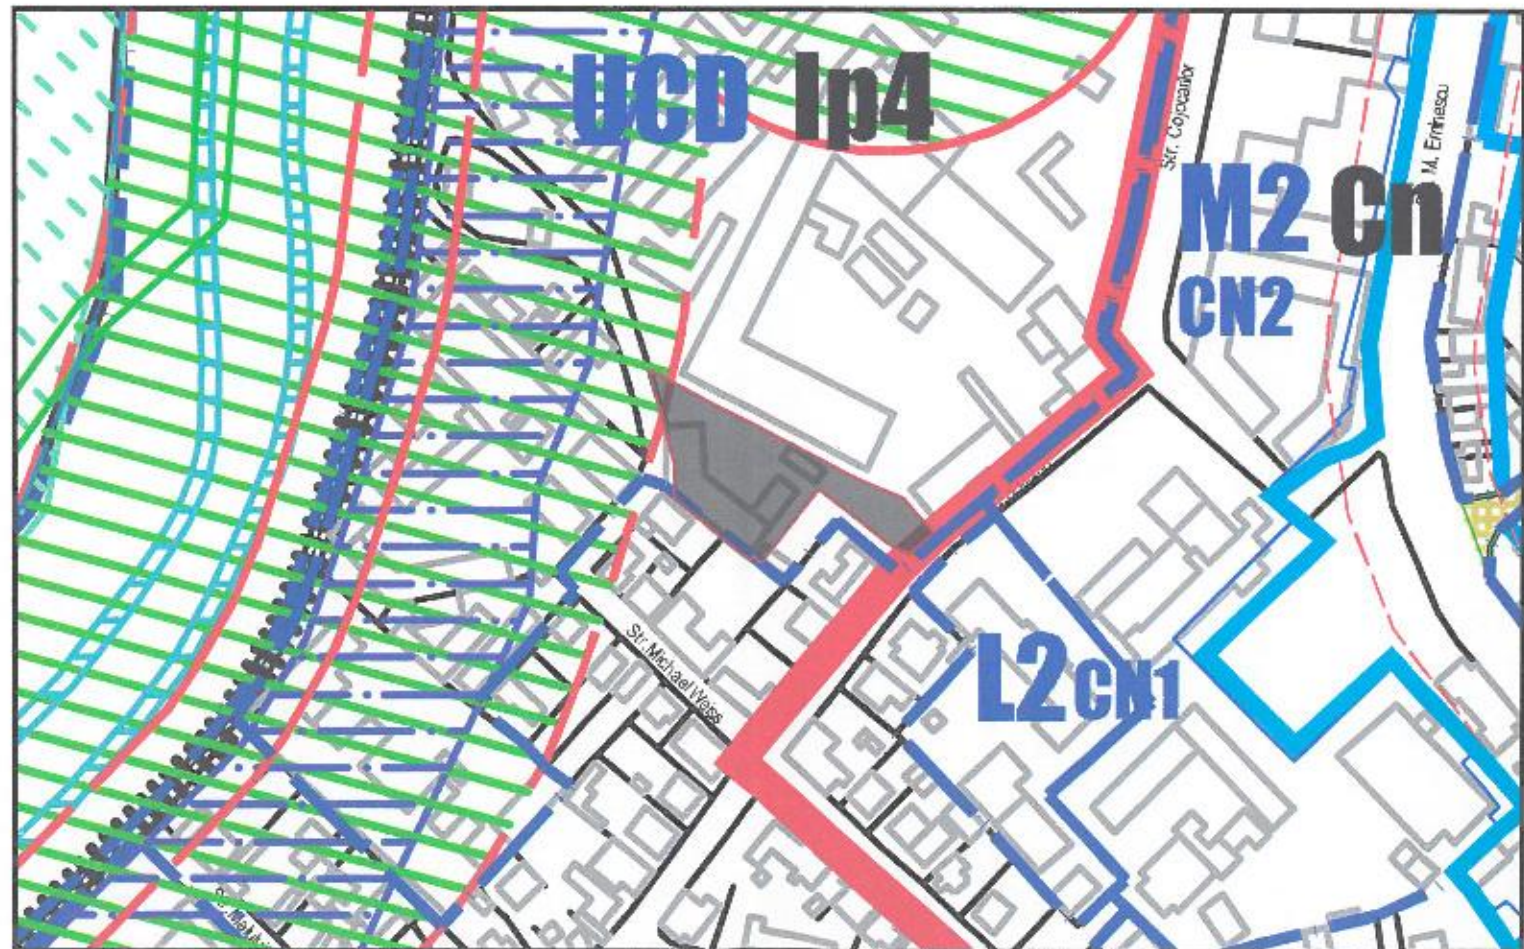 UCD Ip4
Str. Cojocarilor
M. Eminescu
M2 Cn
CN2
Str. Michael Weiss
L2 CN1